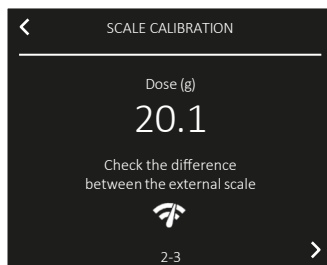 SCALE CALIBRATION
Dose (g)
20.1
Check the difference
between the external scale
2-3